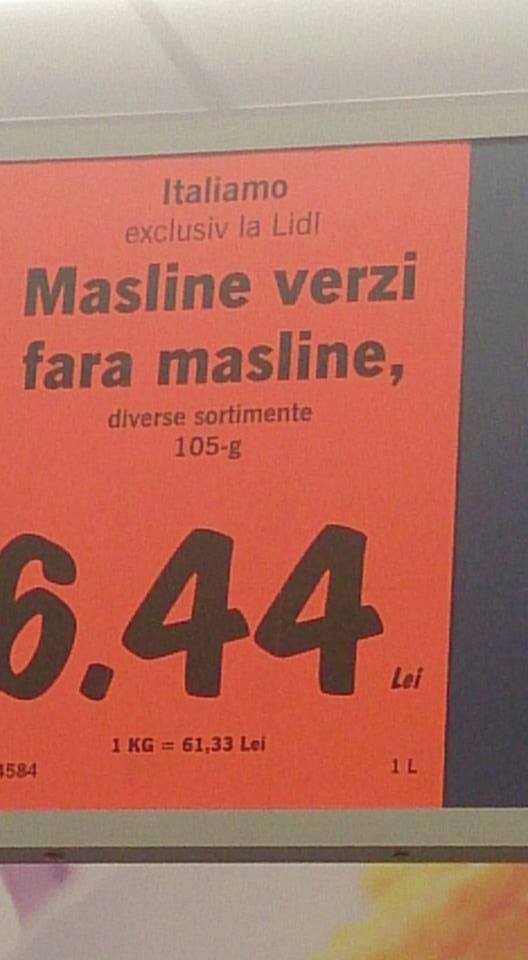 Italiamo
exclusiv la Lidl
Masline verzi
fara masline,
diverse sortimente
105-g
6.44 Lei
1 KG = 61,33 Lei
4584 1 L